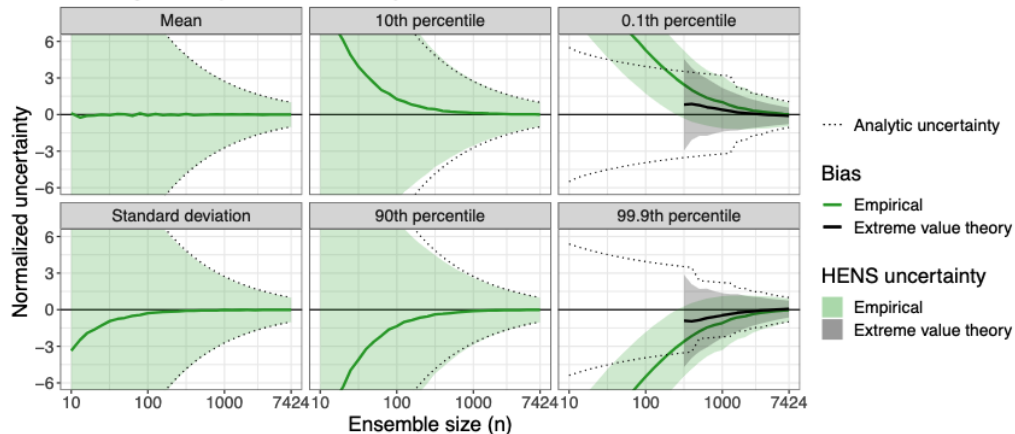 Mean
10th percentile
0.1th percentile
6
3
0
−3
−6
Standard deviation
90th percentile
99.9th percentile
6
3
0
−3
−6
10 100 1000 7424
10 100 1000 7424
10 100 1000 7424
Ensemble size (n)
Normalized uncertainty
Analytic uncertainty
Bias
Empirical
Extreme value theory
HENS uncertainty
Empirical
Extreme value theory